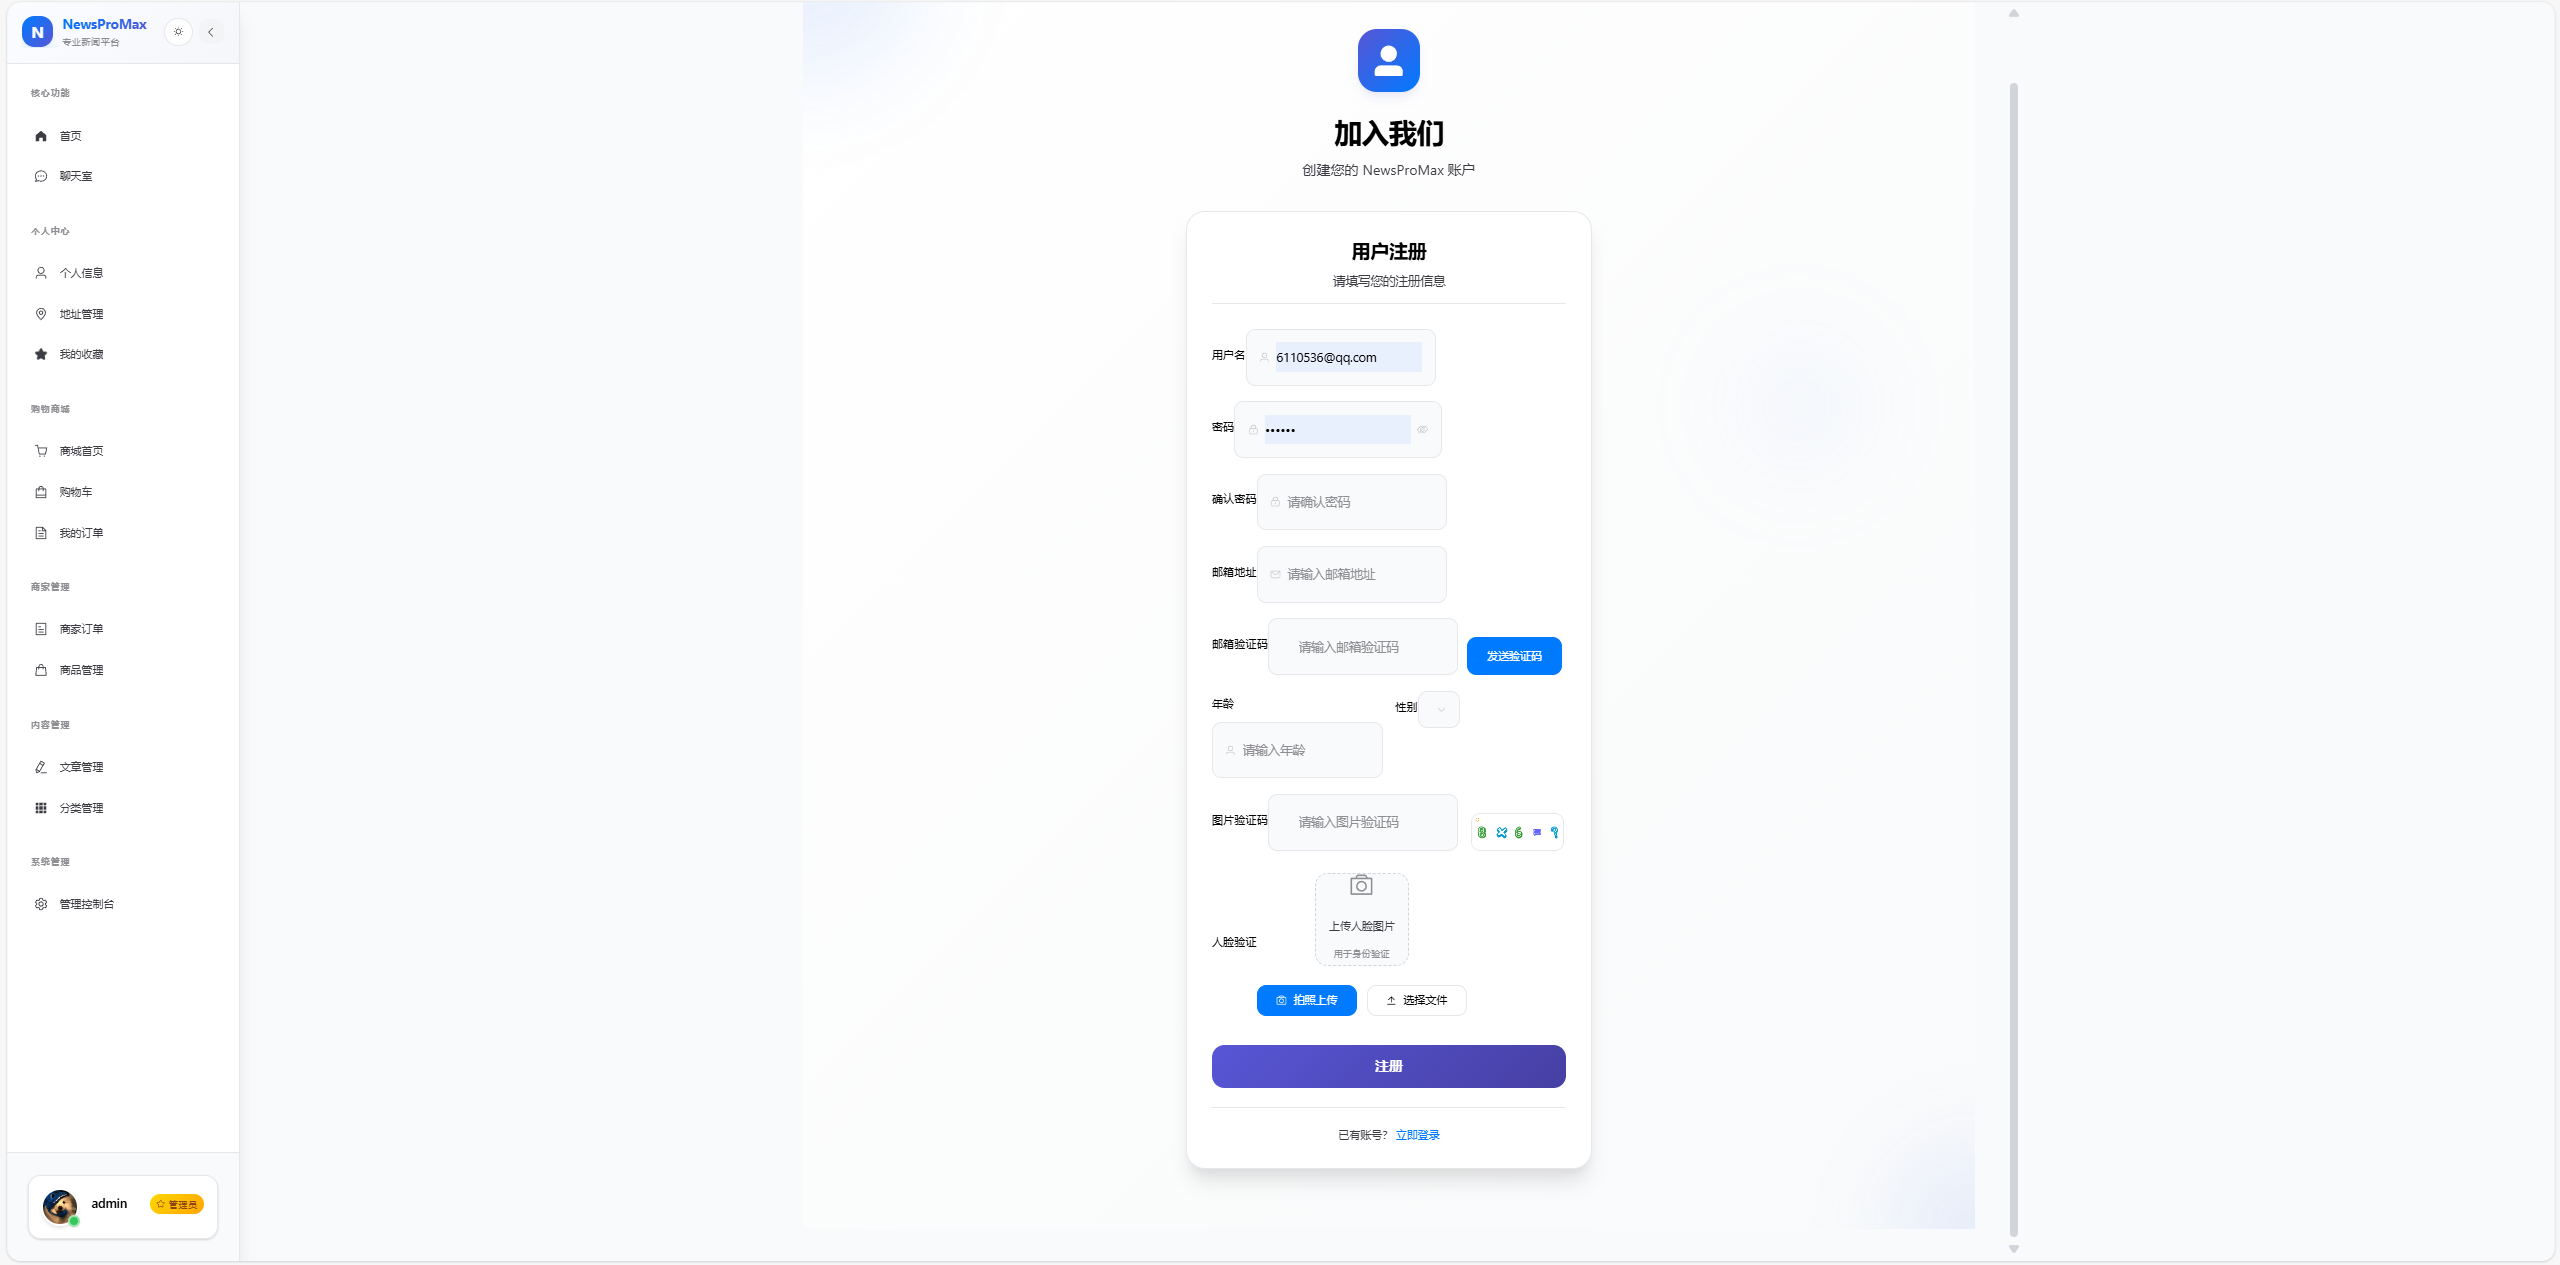 N
NewsProMax
专业新闻平台
核心功能
首页
聊天室
个人中心
个人信息
地址管理
我的收藏
购物商城
商城首页
购物车
我的订单
商家管理
商家订单
商品管理
内容管理
文章管理
分类管理
系统管理
管理控制台
admin
管理员
加入我们
创建您的 NewsProMax 账户
用户注册
请填写您的注册信息
用户名 6110536@qq.com
密码 ••••••
确认密码 请确认密码
邮箱地址 请输入邮箱地址
邮箱验证码 请输入邮箱验证码 发送验证码
年龄 性别
请输入年龄
图片验证码 请输入图片验证码
上传人脸图片
人脸验证
用于身份验证
拍照上传 选择文件
注册
已有账号? 立即登录